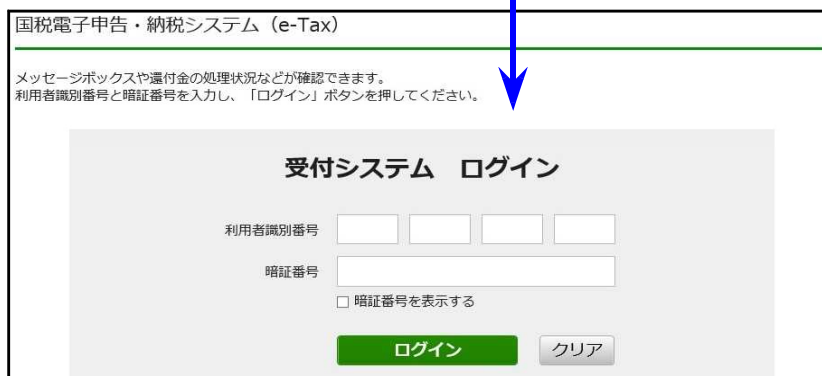 国税電子申告・納税システム（e-Tax）
メッセージボックスや還付金の処理状況などが確認できます。
利用者識別番号と暗証番号を入力し、「ログイン」ボタンを押してください。
受付システム　ログイン
利用者識別番号
暗証番号
暗証番号を表示する
ログイン　クリア